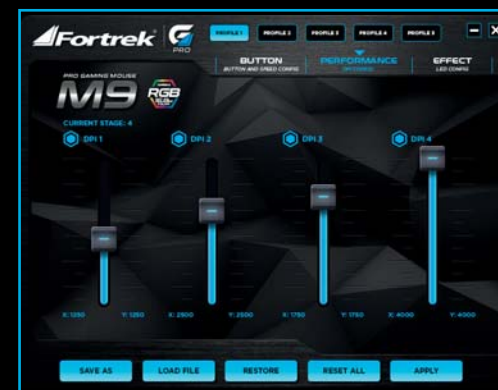 Fortrek G PRO
PROFILE 1 PROFILE 2 PROFILE 3 PROFILE 4 PROFILE 5
BUTTON PERFORMANCE EFFECT
BUTTON AND SPEED CONFIG DPI CONFIG LED CONFIG
PRO GAMING MOUSE
M9 RGB
CURRENT STAGE: 4
DPI 1 DPI 2 DPI 3 DPI 4
X: 1250 Y: 1250 X: 2500 Y: 2500 X: 1750 Y: 1750 X: 4000 Y: 4000
SAVE AS LOAD FILE RESTORE RESET ALL APPLY